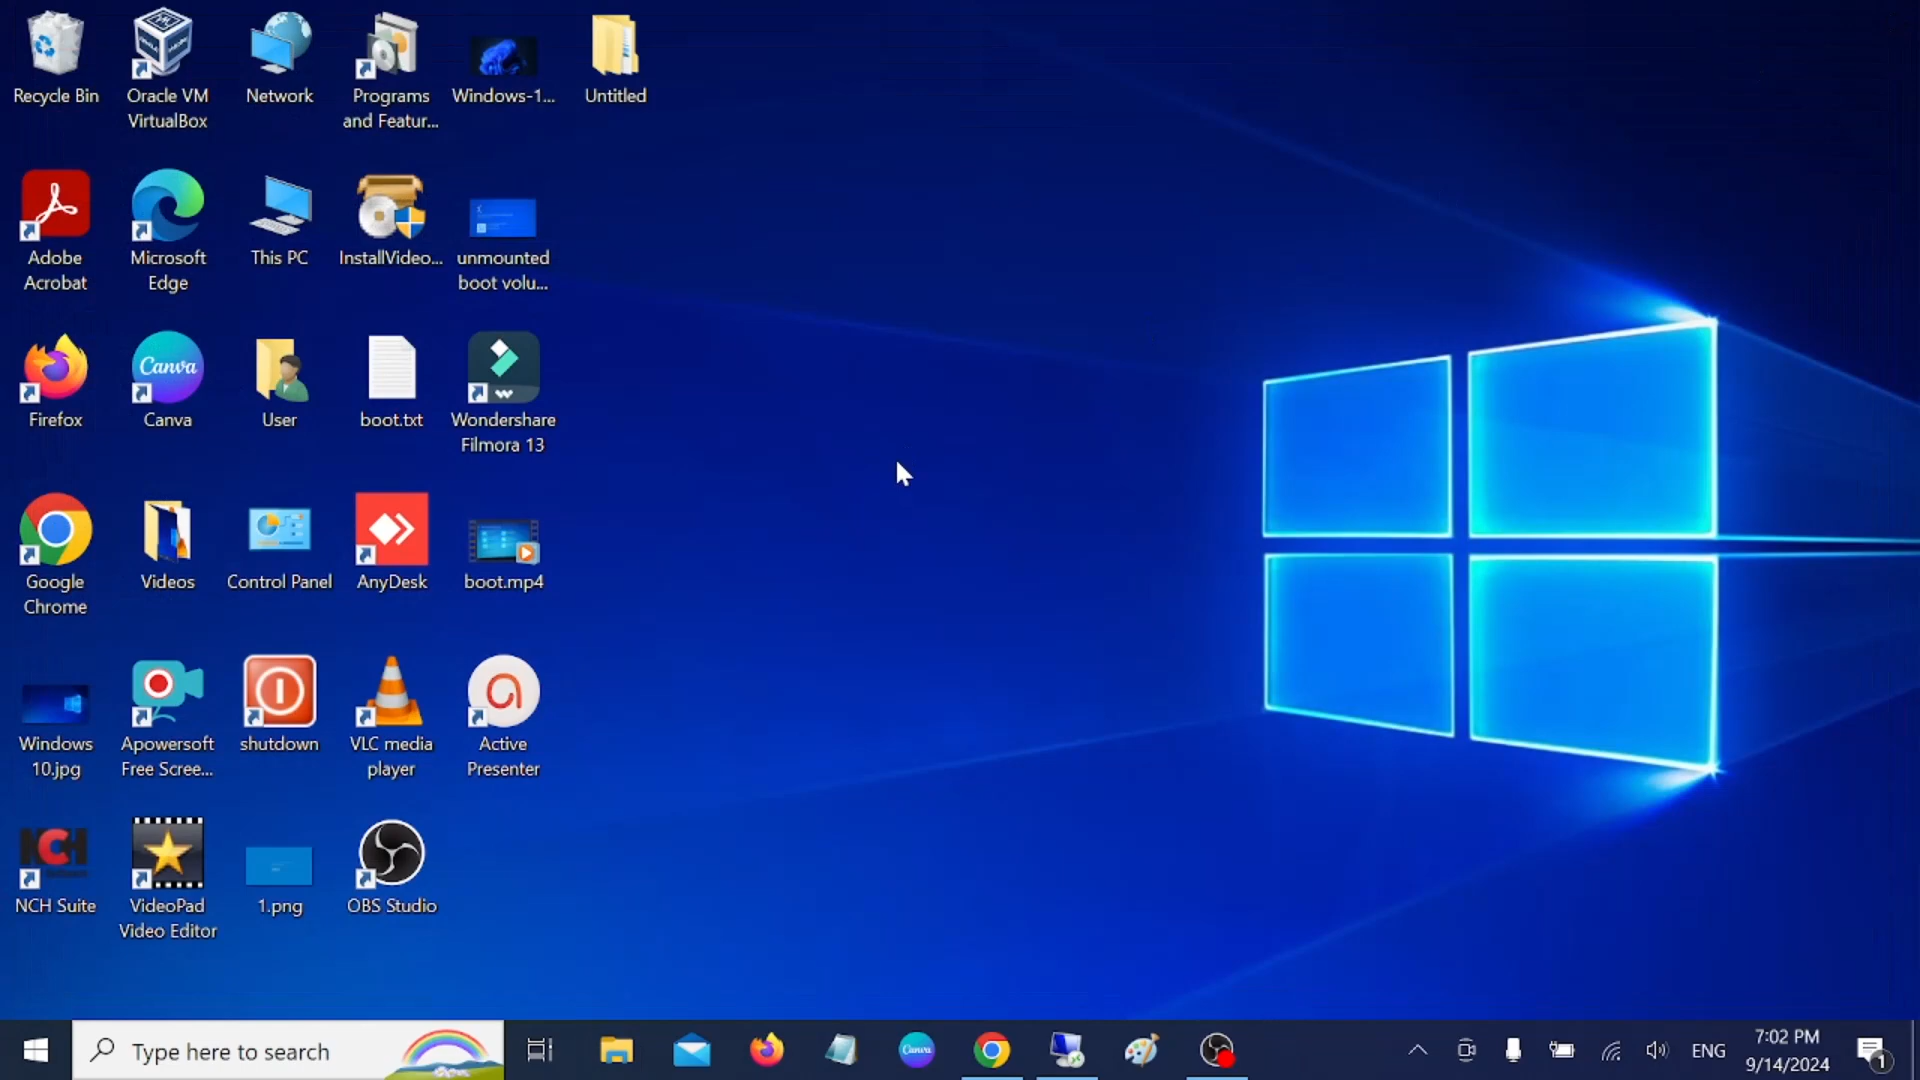 Recycle Bin
Oracle VM
VirtualBox
Network
Programs
and Featur...
Windows-1...
Untitled
Adobe
Acrobat
Microsoft
Edge
This PC
InstallVideo...
unmounted
boot volu...
Firefox
Canva
Canva
User
boot.txt
Wondershare
Filmora 13
Google
Chrome
Videos
Control Panel
AnyDesk
boot.mp4
Windows
10.jpg
Apowersoft
Free Scree...
shutdown
VLC media
player
Active
Presenter
NCH
NCH Suite
VideoPad
Video Editor
1.png
OBS Studio
Type here to search
Canva
ENG
7:02 PM
9/14/2024
1